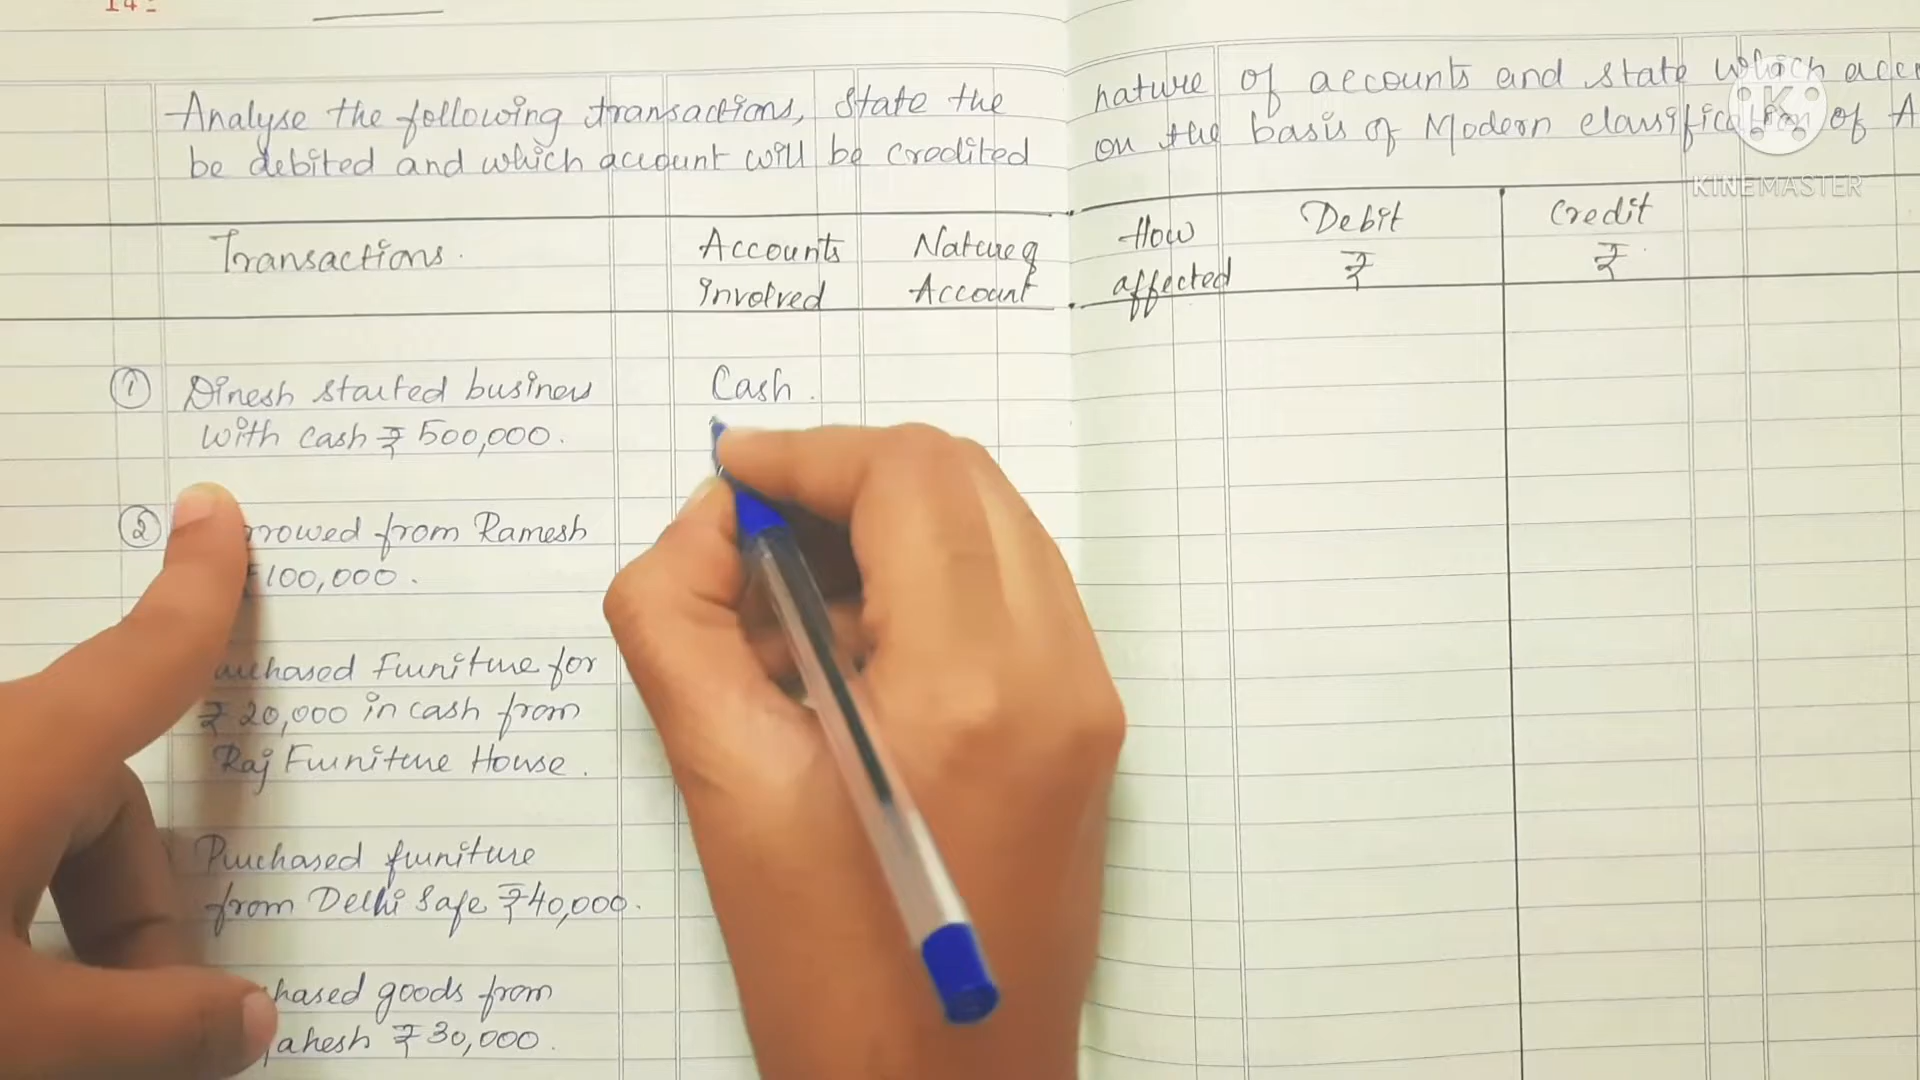 14-
Analyse the following transactions, state the nature of accounts and state which
be debited and which account will be credited on the basis of Modern classification of A
Transactions. Accounts Involved Nature of Account How affected Debit ₹ Credit ₹
① Dinesh started business Cash.
with cash ₹ 500,000.
② rrowed from Ramesh
₹100,000.
urchased Furniture for
₹ 20,000 in cash from
Raj Furniture House.
Purchased furniture
from Delhi Safe ₹40,000.
hased goods from
ahesh ₹30,000.
KINEMASTER